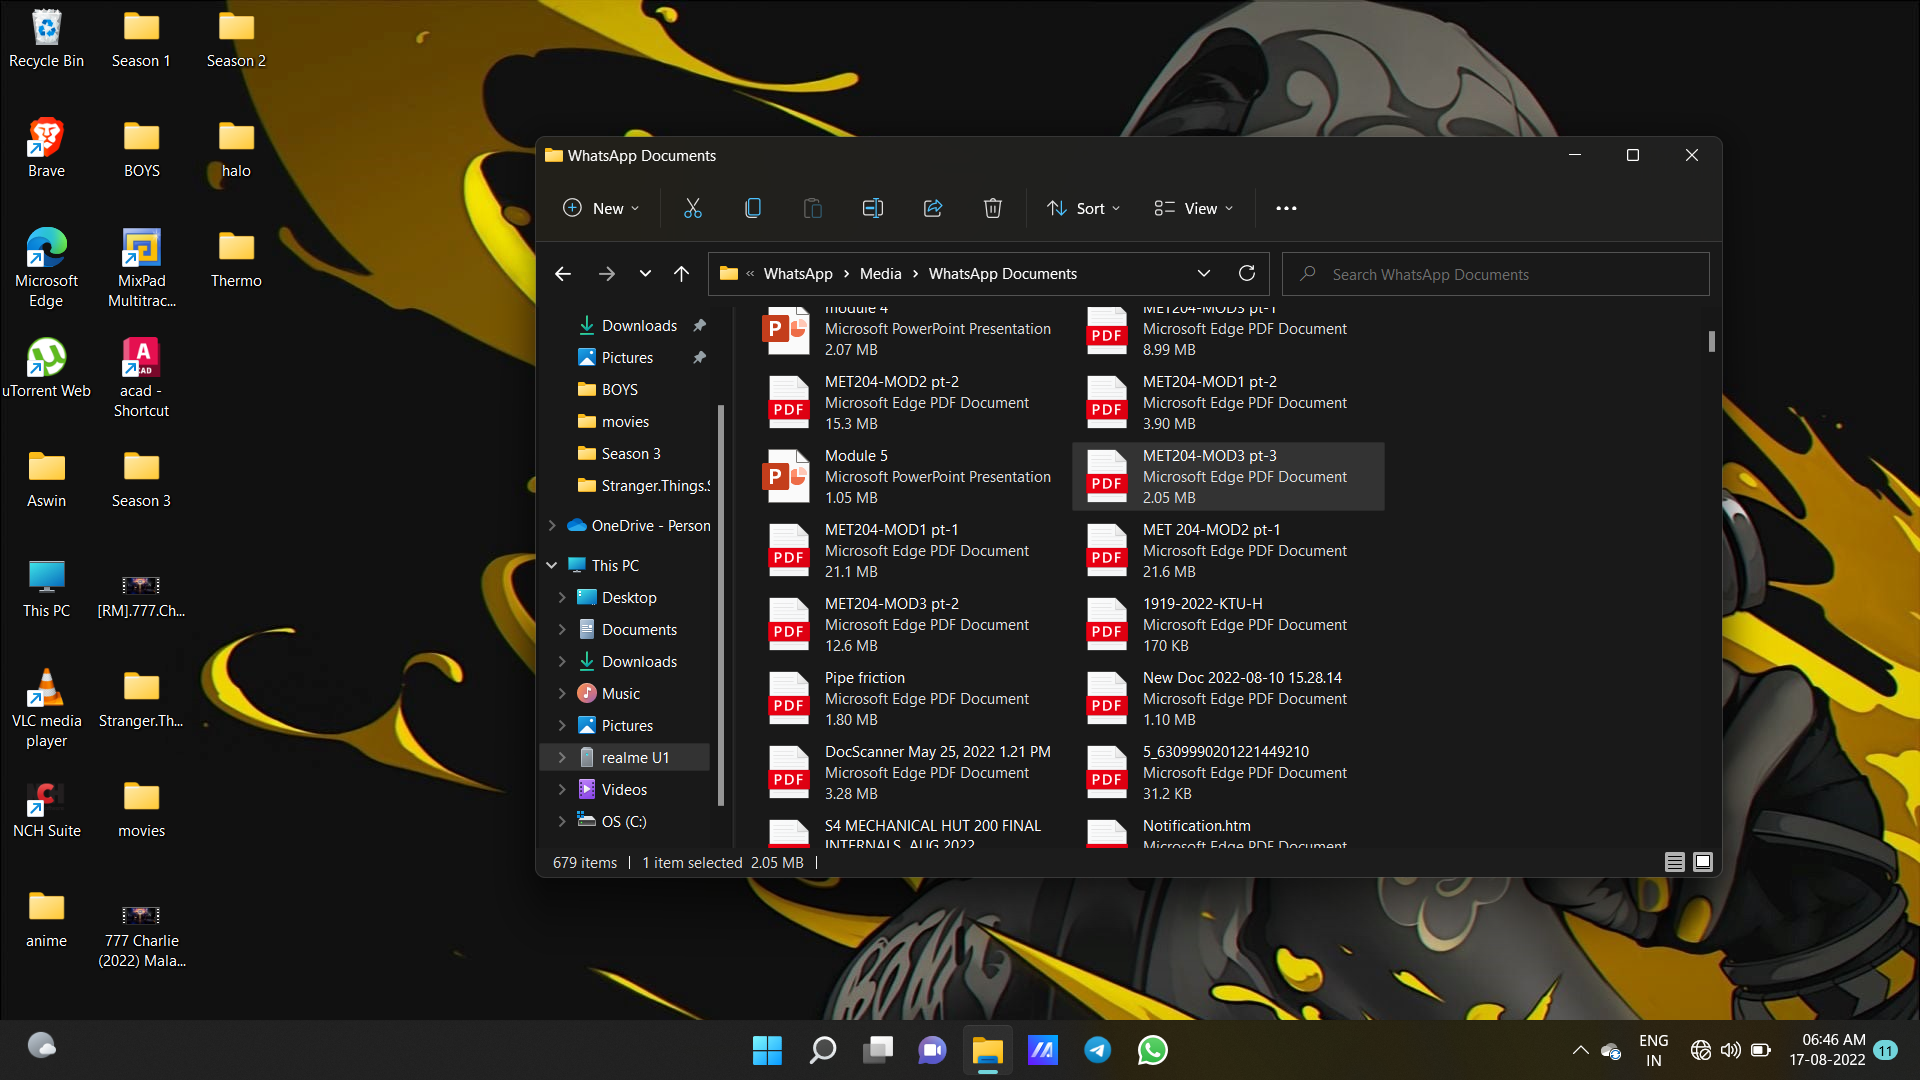 Recycle Bin
Season 1
Season 2
Brave
BOYS
halo
Microsoft
Edge
MixPad
Multitrac...
Thermo
uTorrent Web
acad -
Shortcut
Aswin
Season 3
This PC
[RM].777.Ch...
VLC media
player
Stranger.Th...
NCH Suite
movies
anime
777 Charlie
(2022) Mala...
WhatsApp Documents
New
Sort
View
WhatsApp
Media
WhatsApp Documents
Search WhatsApp Documents
Downloads
Pictures
BOYS
movies
Season 3
Stranger.Things.S
OneDrive - Person
This PC
Desktop
Documents
Downloads
Music
Pictures
realme U1
Videos
OS (C:)
module 4
Microsoft PowerPoint Presentation
2.07 MB
MET204-MOD3 pt-1
Microsoft Edge PDF Document
8.99 MB
MET204-MOD2 pt-2
Microsoft Edge PDF Document
15.3 MB
MET204-MOD1 pt-2
Microsoft Edge PDF Document
3.90 MB
Module 5
Microsoft PowerPoint Presentation
1.05 MB
MET204-MOD3 pt-3
Microsoft Edge PDF Document
2.05 MB
MET204-MOD1 pt-1
Microsoft Edge PDF Document
21.1 MB
MET 204-MOD2 pt-1
Microsoft Edge PDF Document
21.6 MB
MET204-MOD3 pt-2
Microsoft Edge PDF Document
12.6 MB
1919-2022-KTU-H
Microsoft Edge PDF Document
170 KB
Pipe friction
Microsoft Edge PDF Document
1.80 MB
New Doc 2022-08-10 15.28.14
Microsoft Edge PDF Document
1.10 MB
DocScanner May 25, 2022 1.21 PM
Microsoft Edge PDF Document
3.28 MB
5_6309990201221449210
Microsoft Edge PDF Document
31.2 KB
S4 MECHANICAL HUT 200 FINAL
INTERNALS, AUG 2022
Notification.htm
Microsoft Edge PDF Document
679 items
1 item selected 2.05 MB
ENG
IN
06:46 AM
17-08-2022
11